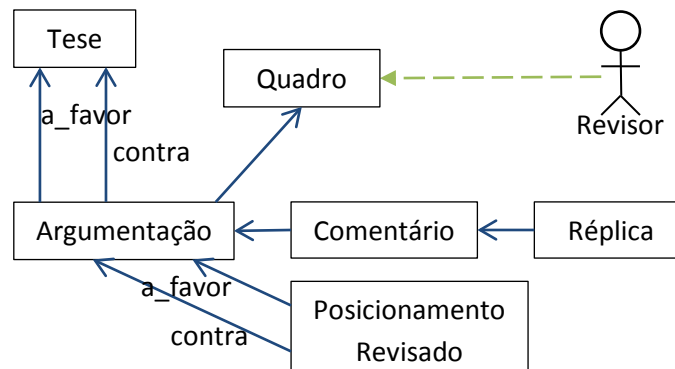 Tese
Quadro
Revisor
a_favor
contra
Argumentação
Comentário
Réplica
a_favor
contra
Posicionamento
Revisado